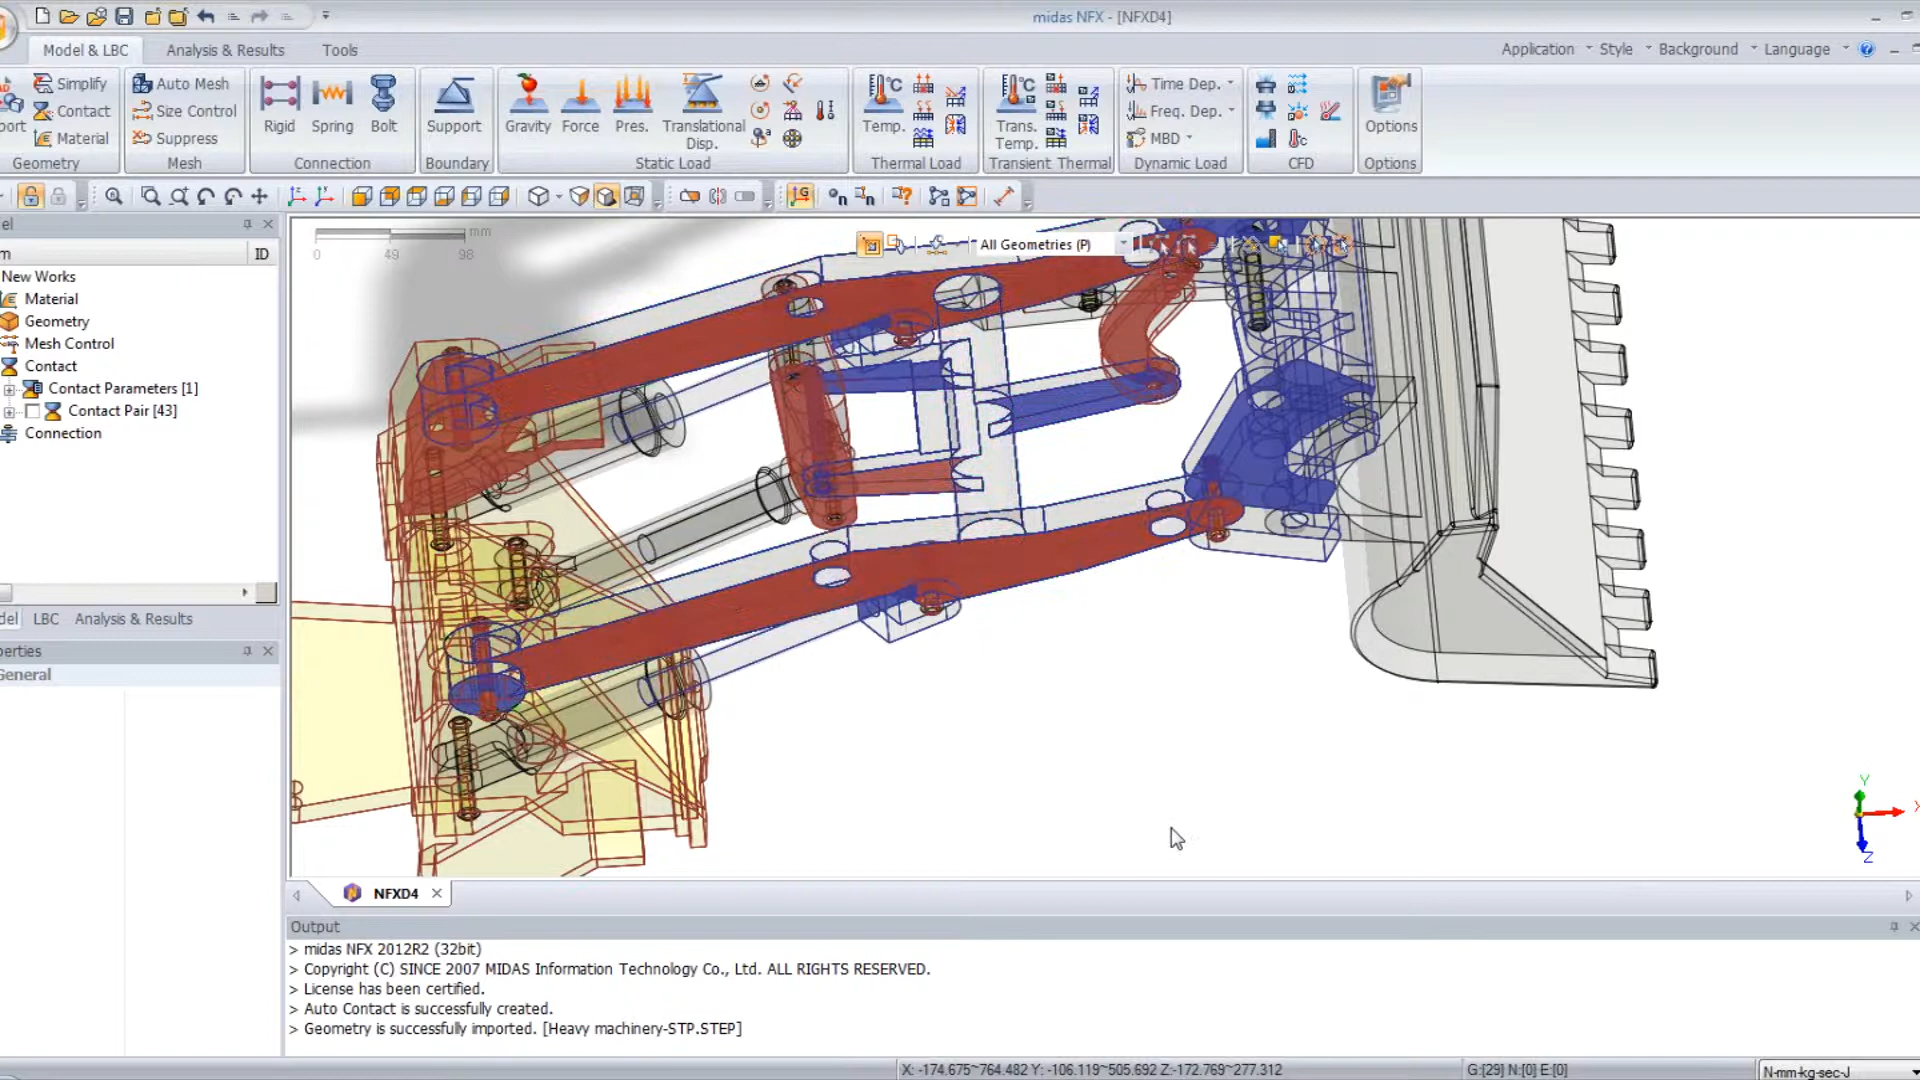 midas NFX - [NFXD4]
Model & LBC
Analysis & Results
Tools
Application
Style
Background
Language
Simplify
Contact
Material
Geometry
Auto Mesh
Size Control
Suppress
Mesh
Rigid
Spring
Bolt
Connection
Support
Boundary
Gravity
Force
Pres.
Translational
Disp.
Static Load
Temp.
Thermal Load
Trans.
Temp.
Transient Thermal
Time Dep.
Freq. Dep.
MBD
Dynamic Load
CFD
Options
Options
ID
New Works
Material
Geometry
Mesh Control
Contact
Contact Parameters [1]
Contact Pair [43]
Connection
LBC
Analysis & Results
General
mm
0
49
98
All Geometries (P)
Y
Z
NFXD4
Output
> midas NFX 2012R2 (32bit)
> Copyright (C) SINCE 2007 MIDAS Information Technology Co., Ltd. ALL RIGHTS RESERVED.
> License has been certified.
> Auto Contact is successfully created.
> Geometry is successfully imported. [Heavy machinery-STP.STEP]
X: -174.675~764.482 Y: -106.119~505.692 Z:-172.769~277.312
G:[29] N:[0] E:[0]
N-mm-kg-sec-J